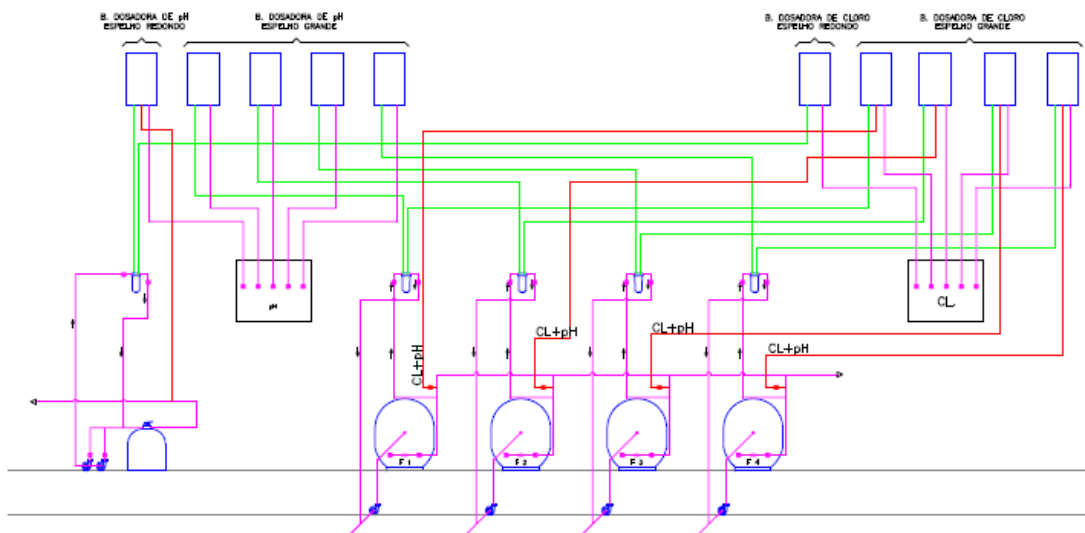 B. DOSADORA DE pH
ESPELHO REDONDO
B. DOSADORA DE pH
ESPELHO GRANDE
B. DOSADORA DE CLORO
ESPELHO REDONDO
B. DOSADORA DE CLORO
ESPELHO GRANDE
pH
CL.
CL+pH
CL+pH
CL+pH
CL+pH
F 1
F 2
F 3
F 4